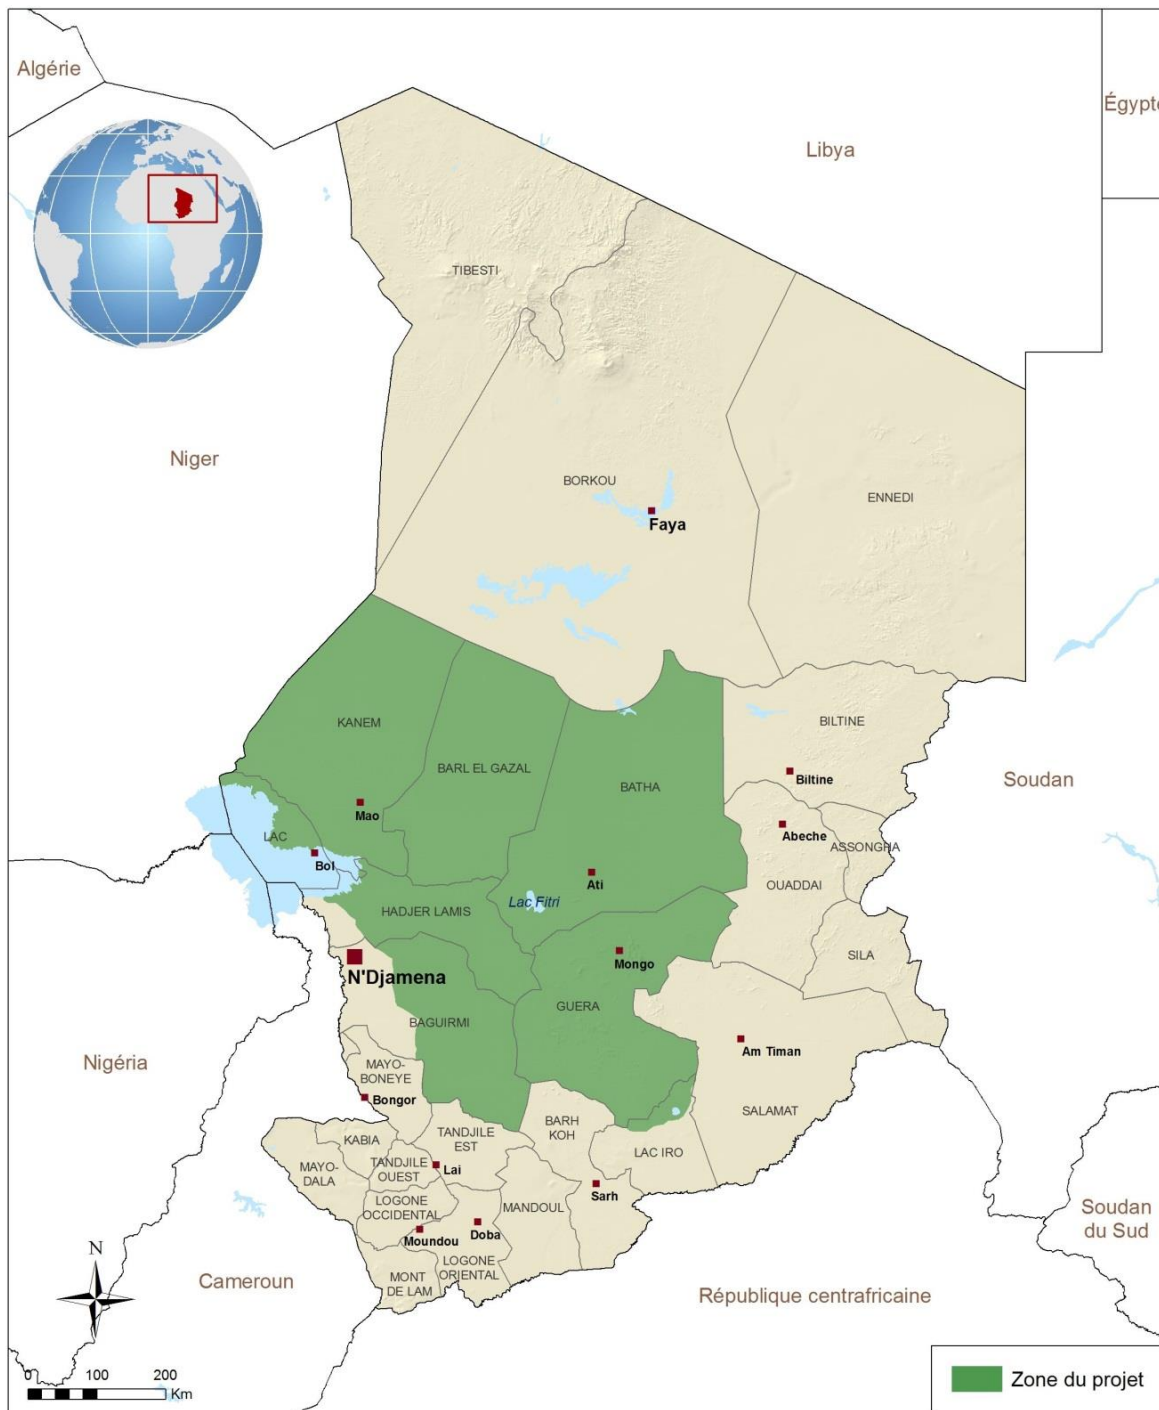 Algérie
Libya
Égypte
TIBESTI
Niger
BORKOU
Faya
ENNEDI
KANEM
BILTINE
BARL EL GAZAL
BATHA
Biltine
Soudan
Mao
LAC
Bol
Abeche
ASSONGHA
OUADDAI
Ati
Lac Fitri
HADJER LAMIS
N'Djamena
Mongo
SILA
GUERA
BAGUIRMI
Am Timan
Nigéria
MAYO-
BONEYE
Bongor
SALAMAT
BARH
KOH
TANDJILE
EST
KABIA
LAC IRO
MAYO-
DALA
TANDJILE
OUEST
Lai
Sarh
LOGONE
OCCIDENTAL
MANDOUL
Moundou
Doba
Soudan
du Sud
LOGONE
ORIENTAL
MONT
DE LAM
Cameroun
République centrafricaine
N
0 100 200
Km
Zone du projet